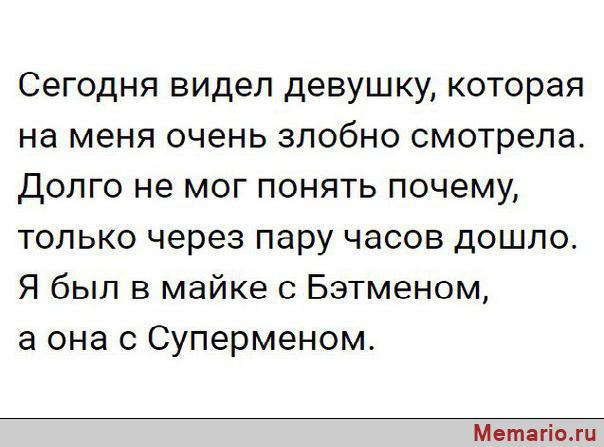 Сегодня видел девушку, которая
на меня очень злобно смотрела.
Долго не мог понять почему,
только через пару часов дошло.
Я был в майке с Бэтменом,
а она с Суперменом.
Memario.ru